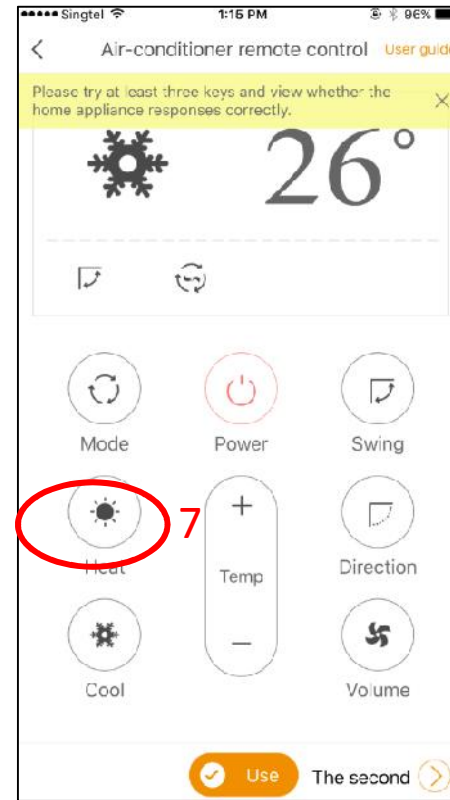 Singtel 1:15 PM 96%
Air-conditioner remote control User guide
Please try at least three keys and view whether the
home appliance responses correctly.
26°
Mode Power Swing
7
Heat Temp Direction
Cool Volume
Use The second